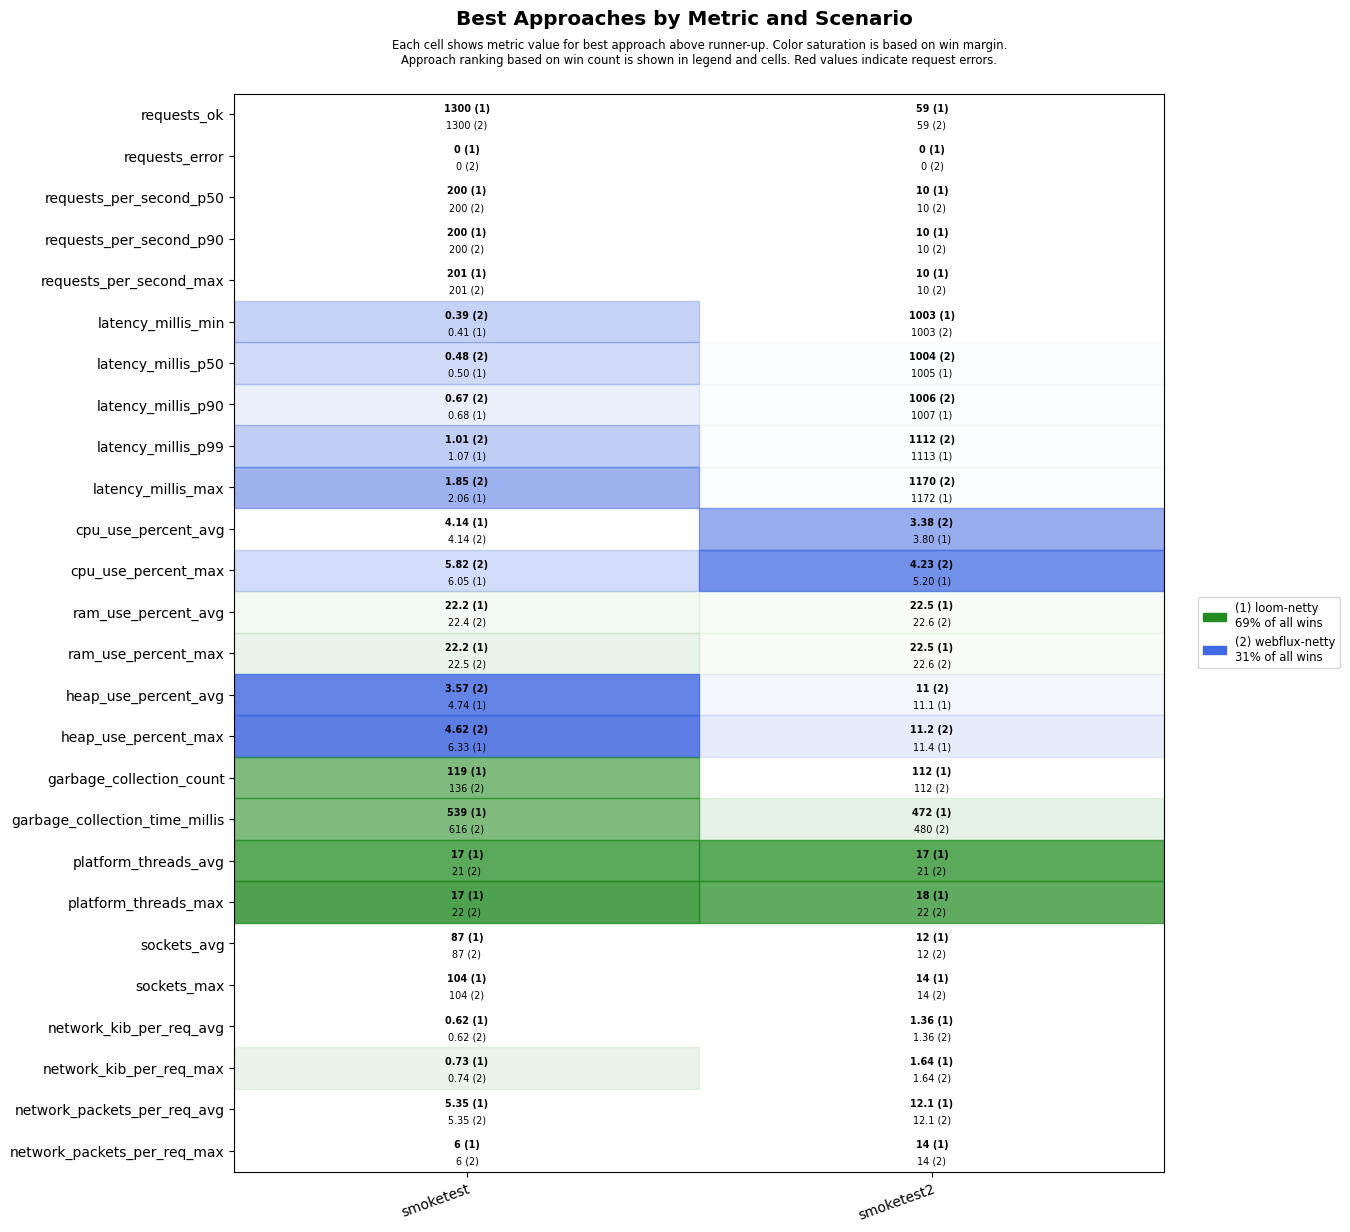 Best Approaches by Metric and Scenario
Each cell shows metric value for best approach above runner-up. Color saturation is based on win margin.
Approach ranking based on win count is shown in legend and cells. Red values indicate request errors.
requests_ok
1300 (1)
1300 (2)
59 (1)
59 (2)
requests_error
0 (1)
0 (2)
0 (1)
0 (2)
requests_per_second_p50
200 (1)
200 (2)
10 (1)
10 (2)
requests_per_second_p90
200 (1)
200 (2)
10 (1)
10 (2)
requests_per_second_max
201 (1)
201 (2)
10 (1)
10 (2)
latency_millis_min
0.39 (2)
0.41 (1)
1003 (1)
1003 (2)
latency_millis_p50
0.48 (2)
0.50 (1)
1004 (2)
1005 (1)
latency_millis_p90
0.67 (2)
0.68 (1)
1006 (2)
1007 (1)
latency_millis_p99
1.01 (2)
1.07 (1)
1112 (2)
1113 (1)
latency_millis_max
1.85 (2)
2.06 (1)
1170 (2)
1172 (1)
cpu_use_percent_avg
4.14 (1)
4.14 (2)
3.38 (2)
3.80 (1)
cpu_use_percent_max
5.82 (2)
6.05 (1)
4.23 (2)
5.20 (1)
ram_use_percent_avg
22.2 (1)
22.4 (2)
22.5 (1)
22.6 (2)
ram_use_percent_max
22.2 (1)
22.5 (2)
22.5 (1)
22.6 (2)
heap_use_percent_avg
3.57 (2)
4.74 (1)
11 (2)
11.1 (1)
heap_use_percent_max
4.62 (2)
6.33 (1)
11.2 (2)
11.4 (1)
garbage_collection_count
119 (1)
136 (2)
112 (1)
112 (2)
garbage_collection_time_millis
539 (1)
616 (2)
472 (1)
480 (2)
platform_threads_avg
17 (1)
21 (2)
17 (1)
21 (2)
platform_threads_max
17 (1)
22 (2)
18 (1)
22 (2)
sockets_avg
87 (1)
87 (2)
12 (1)
12 (2)
sockets_max
104 (1)
104 (2)
14 (1)
14 (2)
network_kib_per_req_avg
0.62 (1)
0.62 (2)
1.36 (1)
1.36 (2)
network_kib_per_req_max
0.73 (1)
0.74 (2)
1.64 (1)
1.64 (2)
network_packets_per_req_avg
5.35 (1)
5.35 (2)
12.1 (1)
12.1 (2)
network_packets_per_req_max
6 (1)
6 (2)
14 (1)
14 (2)
smoketest
smoketest2
(1) loom-netty
69% of all wins
(2) webflux-netty
31% of all wins